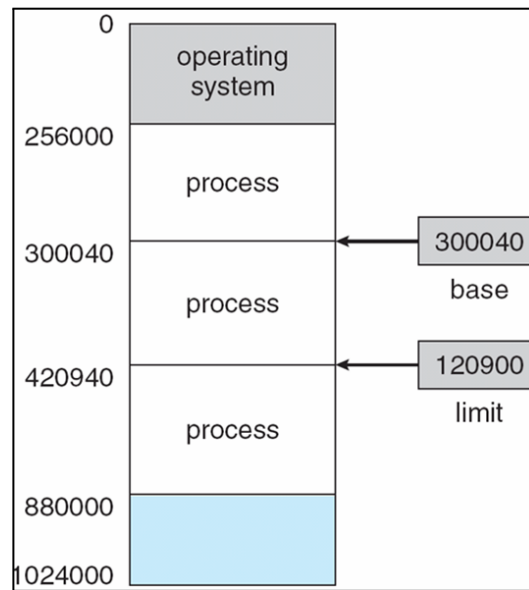 0
operating
system
256000
process
300040
300040
base
process
420940
120900
limit
process
880000
1024000